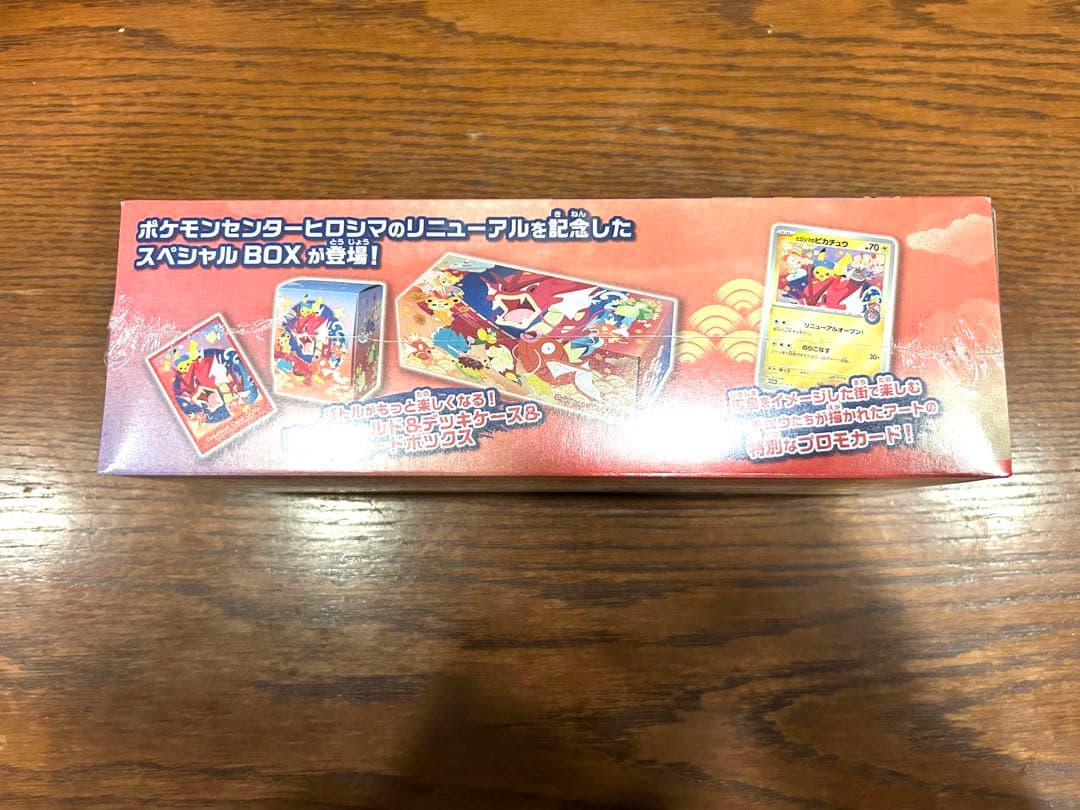 ポケモンセンターヒロシマのリニューアルを記念した
スペシャルBOXが登場！
バトルがもっと楽しくなる！
ルド&デッキケース&
ードボックス
ヒロシマのピカチュウ
70
リニューアルオープン！
のりこなす
30+
をイメージした街で楽しむ
ュウたちが描かれたアートの
特別なプロモカード！